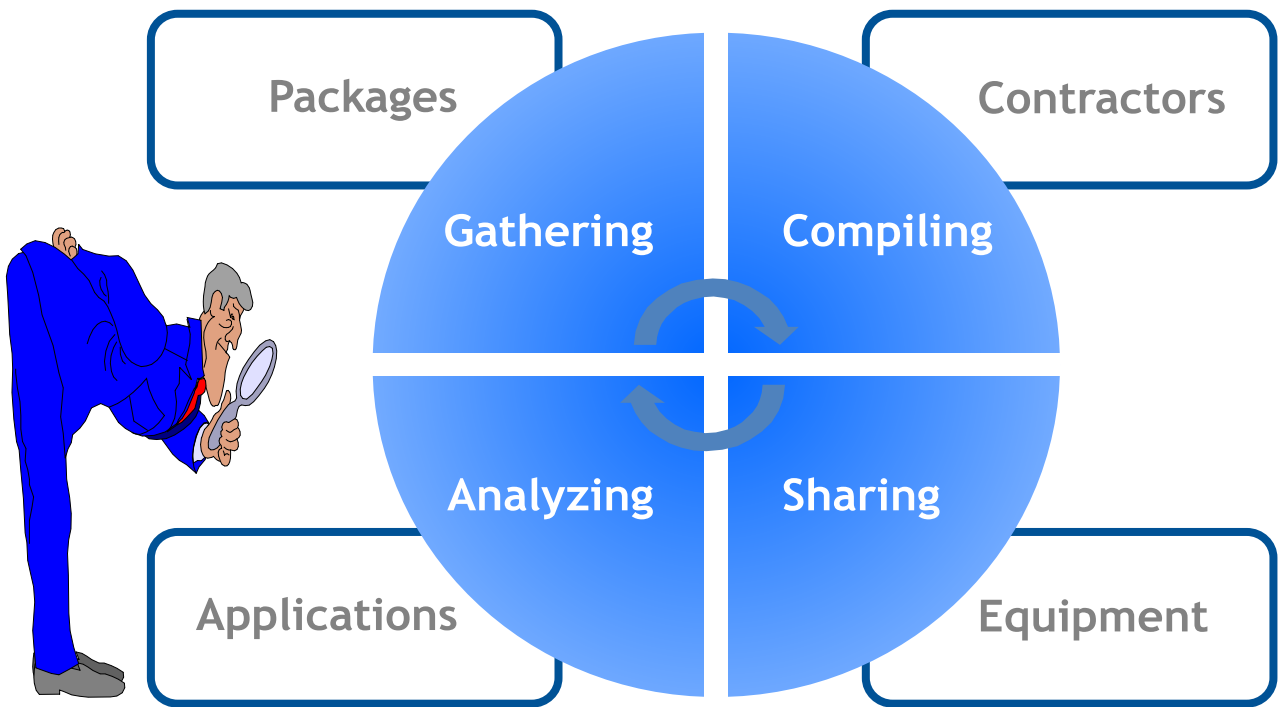 Packages
Contractors
Gathering
Compiling
Analyzing
Sharing
Applications
Equipment